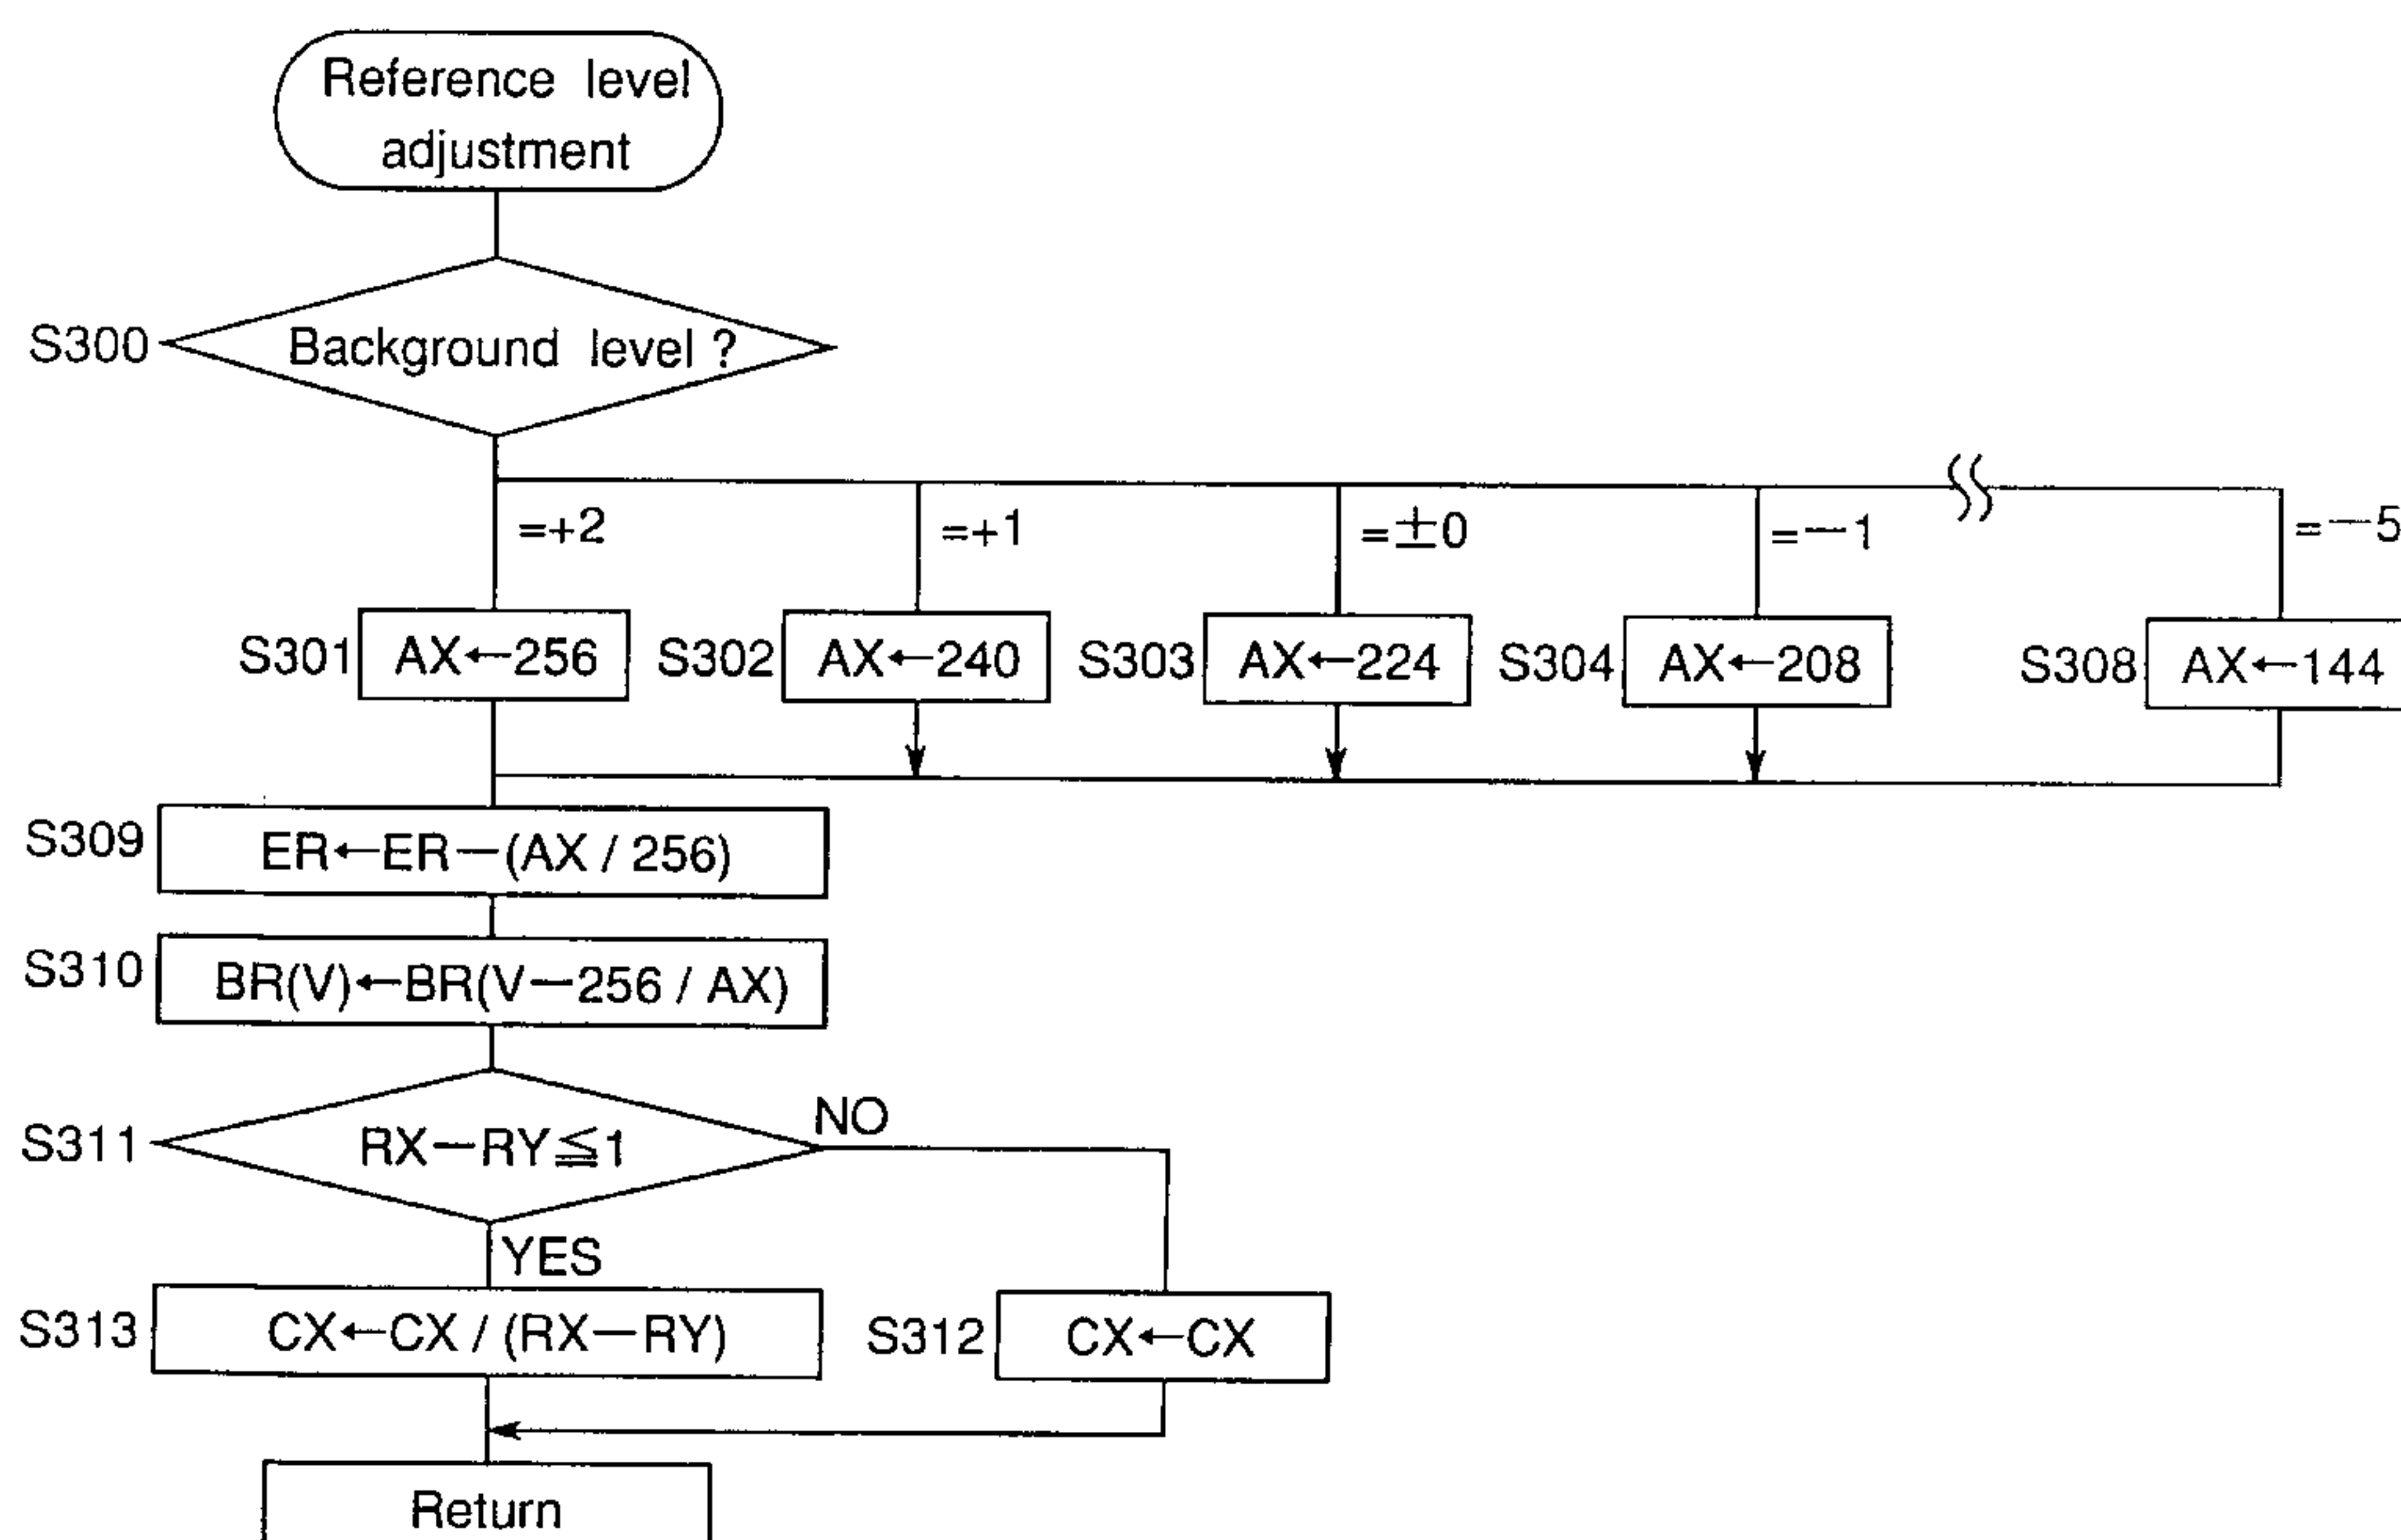 Reference level
adjustment
S300
Background level ?
=+2
=+1
=±0
=−1
=−5
S301
AX←256
S302
AX←240
S303
AX←224
S304
AX←208
S308
AX←144
S309
ER←ER−(AX / 256)
S310
BR(V)←BR(V−256 / AX)
S311
RX−RY≦1
NO
YES
S313
CX←CX / (RX−RY)
S312
CX←CX
Return